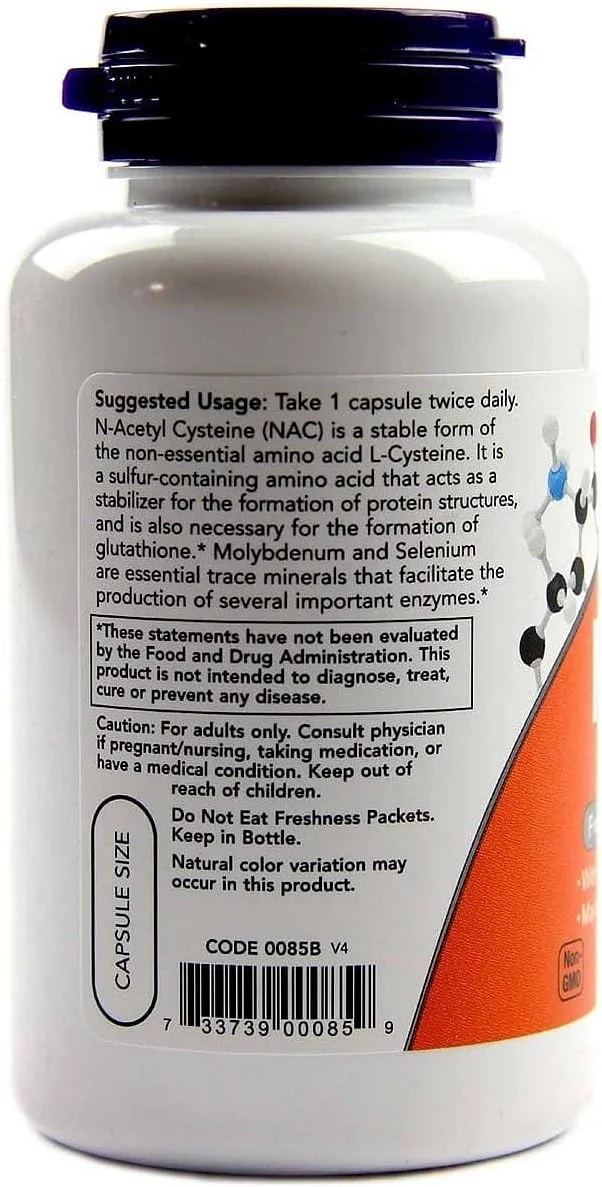 Suggested Usage: Take 1 capsule twice daily.
N-Acetyl Cysteine (NAC) is a stable form of
the non-essential amino acid L-Cysteine. It is
a sulfur-containing amino acid that acts as a
stabilizer for the formation of protein structures,
and is also necessary for the formation of
glutathione.* Molybdenum and Selenium
are essential trace minerals that facilitate the
production of several important enzymes.*
*These statements have not been evaluated
by the Food and Drug Administration. This
product is not intended to diagnose, treat,
cure or prevent any disease.
Caution: For adults only. Consult physician
if pregnant/nursing, taking medication, or
have a medical condition. Keep out of
reach of children.
Do Not Eat Freshness Packets.
Keep in Bottle.
Natural color variation may
occur in this product.
CAPSULE SIZE
CODE 0085B V4
7 33739 00085 9
Non-
GMO